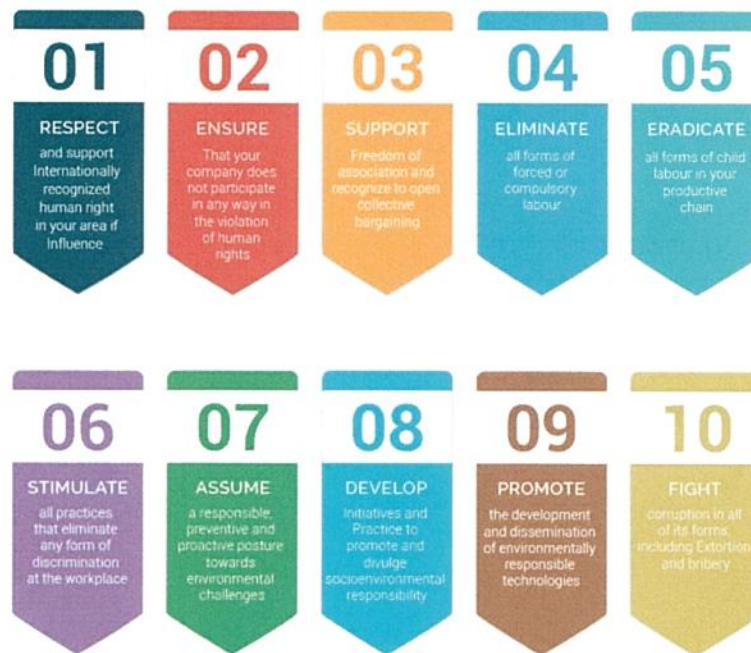 01
RESPECT
and support
Internationally
recognized
human right
in your area if
Influence
02
ENSURE
That your
company does
not participate
in any way in
the violation
of human
rights
03
SUPPORT
Freedom of
association and
recognize to open
collective
bargaining
04
ELIMINATE
all forms of
forced or
compulsory
labour
05
ERADICATE
all forms of child
labour in your
productive
chain
06
STIMULATE
all practices
that eliminate
any form of
discrimination
at the workplace
07
ASSUME
a responsible,
preventive and
proactive posture
towards
environmental
challenges
08
DEVELOP
Initiatives and
Practice to
promote and
divulge
socioenvironmental
responsibility
09
PROMOTE
the development
and dissemination
of environmentally
responsible
technologies
10
FIGHT
corruption in all
of its forms,
including Extortion
and bribery